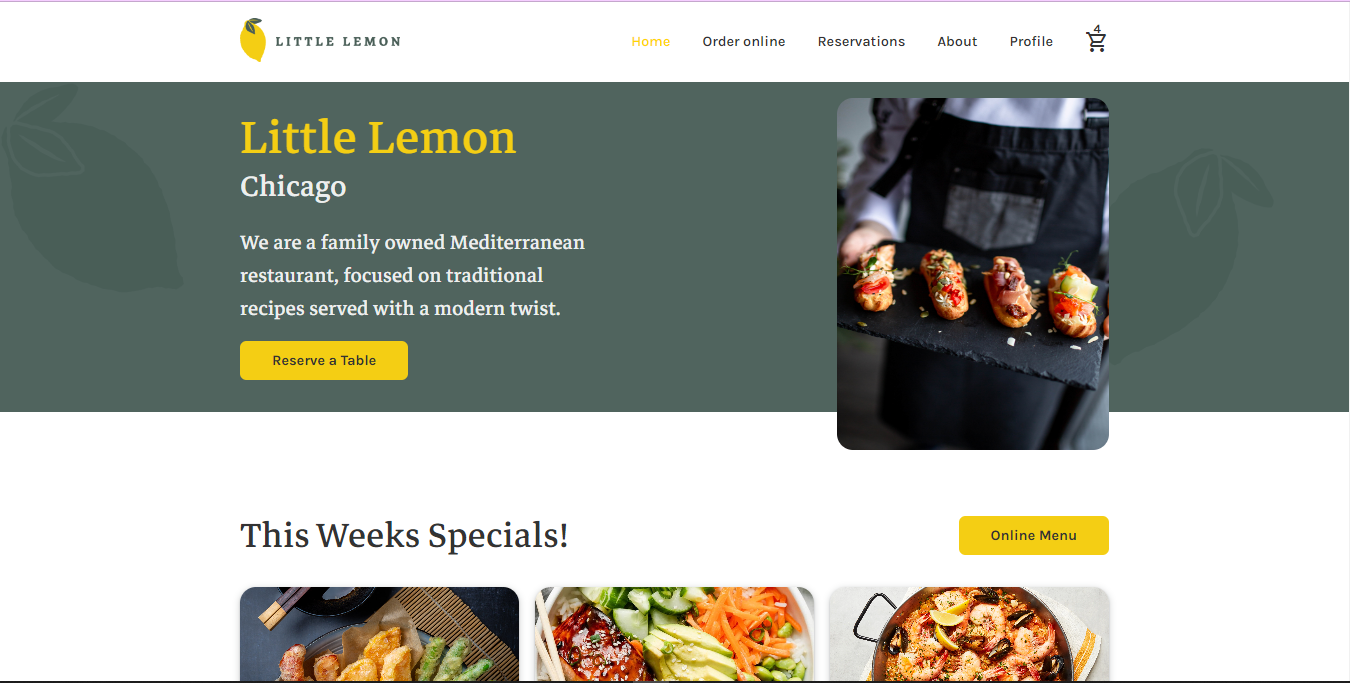 LITTLE LEMON
Home Order online Reservations About Profile 4
Little Lemon
Chicago
We are a family owned Mediterranean
restaurant, focused on traditional
recipes served with a modern twist.
Reserve a Table
This Weeks Specials!
Online Menu